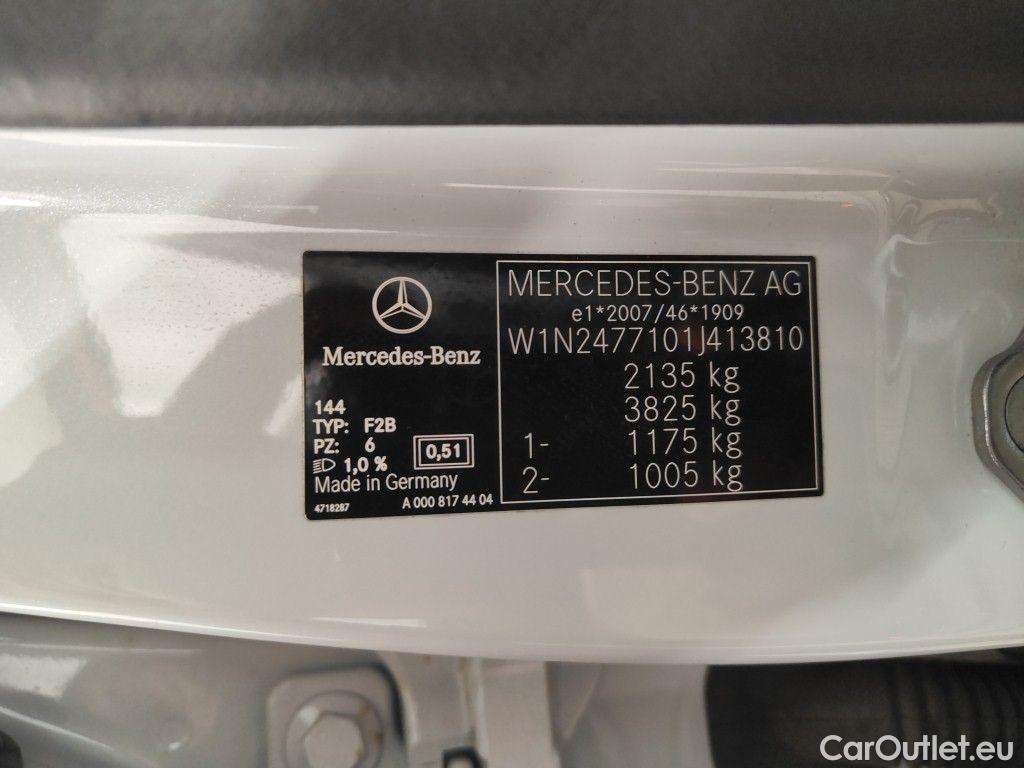 Mercedes-Benz
144
TYP: F2B
PZ: 6
1,0 %
0,51
Made in Germany
4718287
A 000 817 44 04
MERCEDES-BENZ AG
e1*2007/46*1909
W1N2477101J413810
2135 kg
3825 kg
1- 1175 kg
2- 1005 kg
CarOutlet.eu